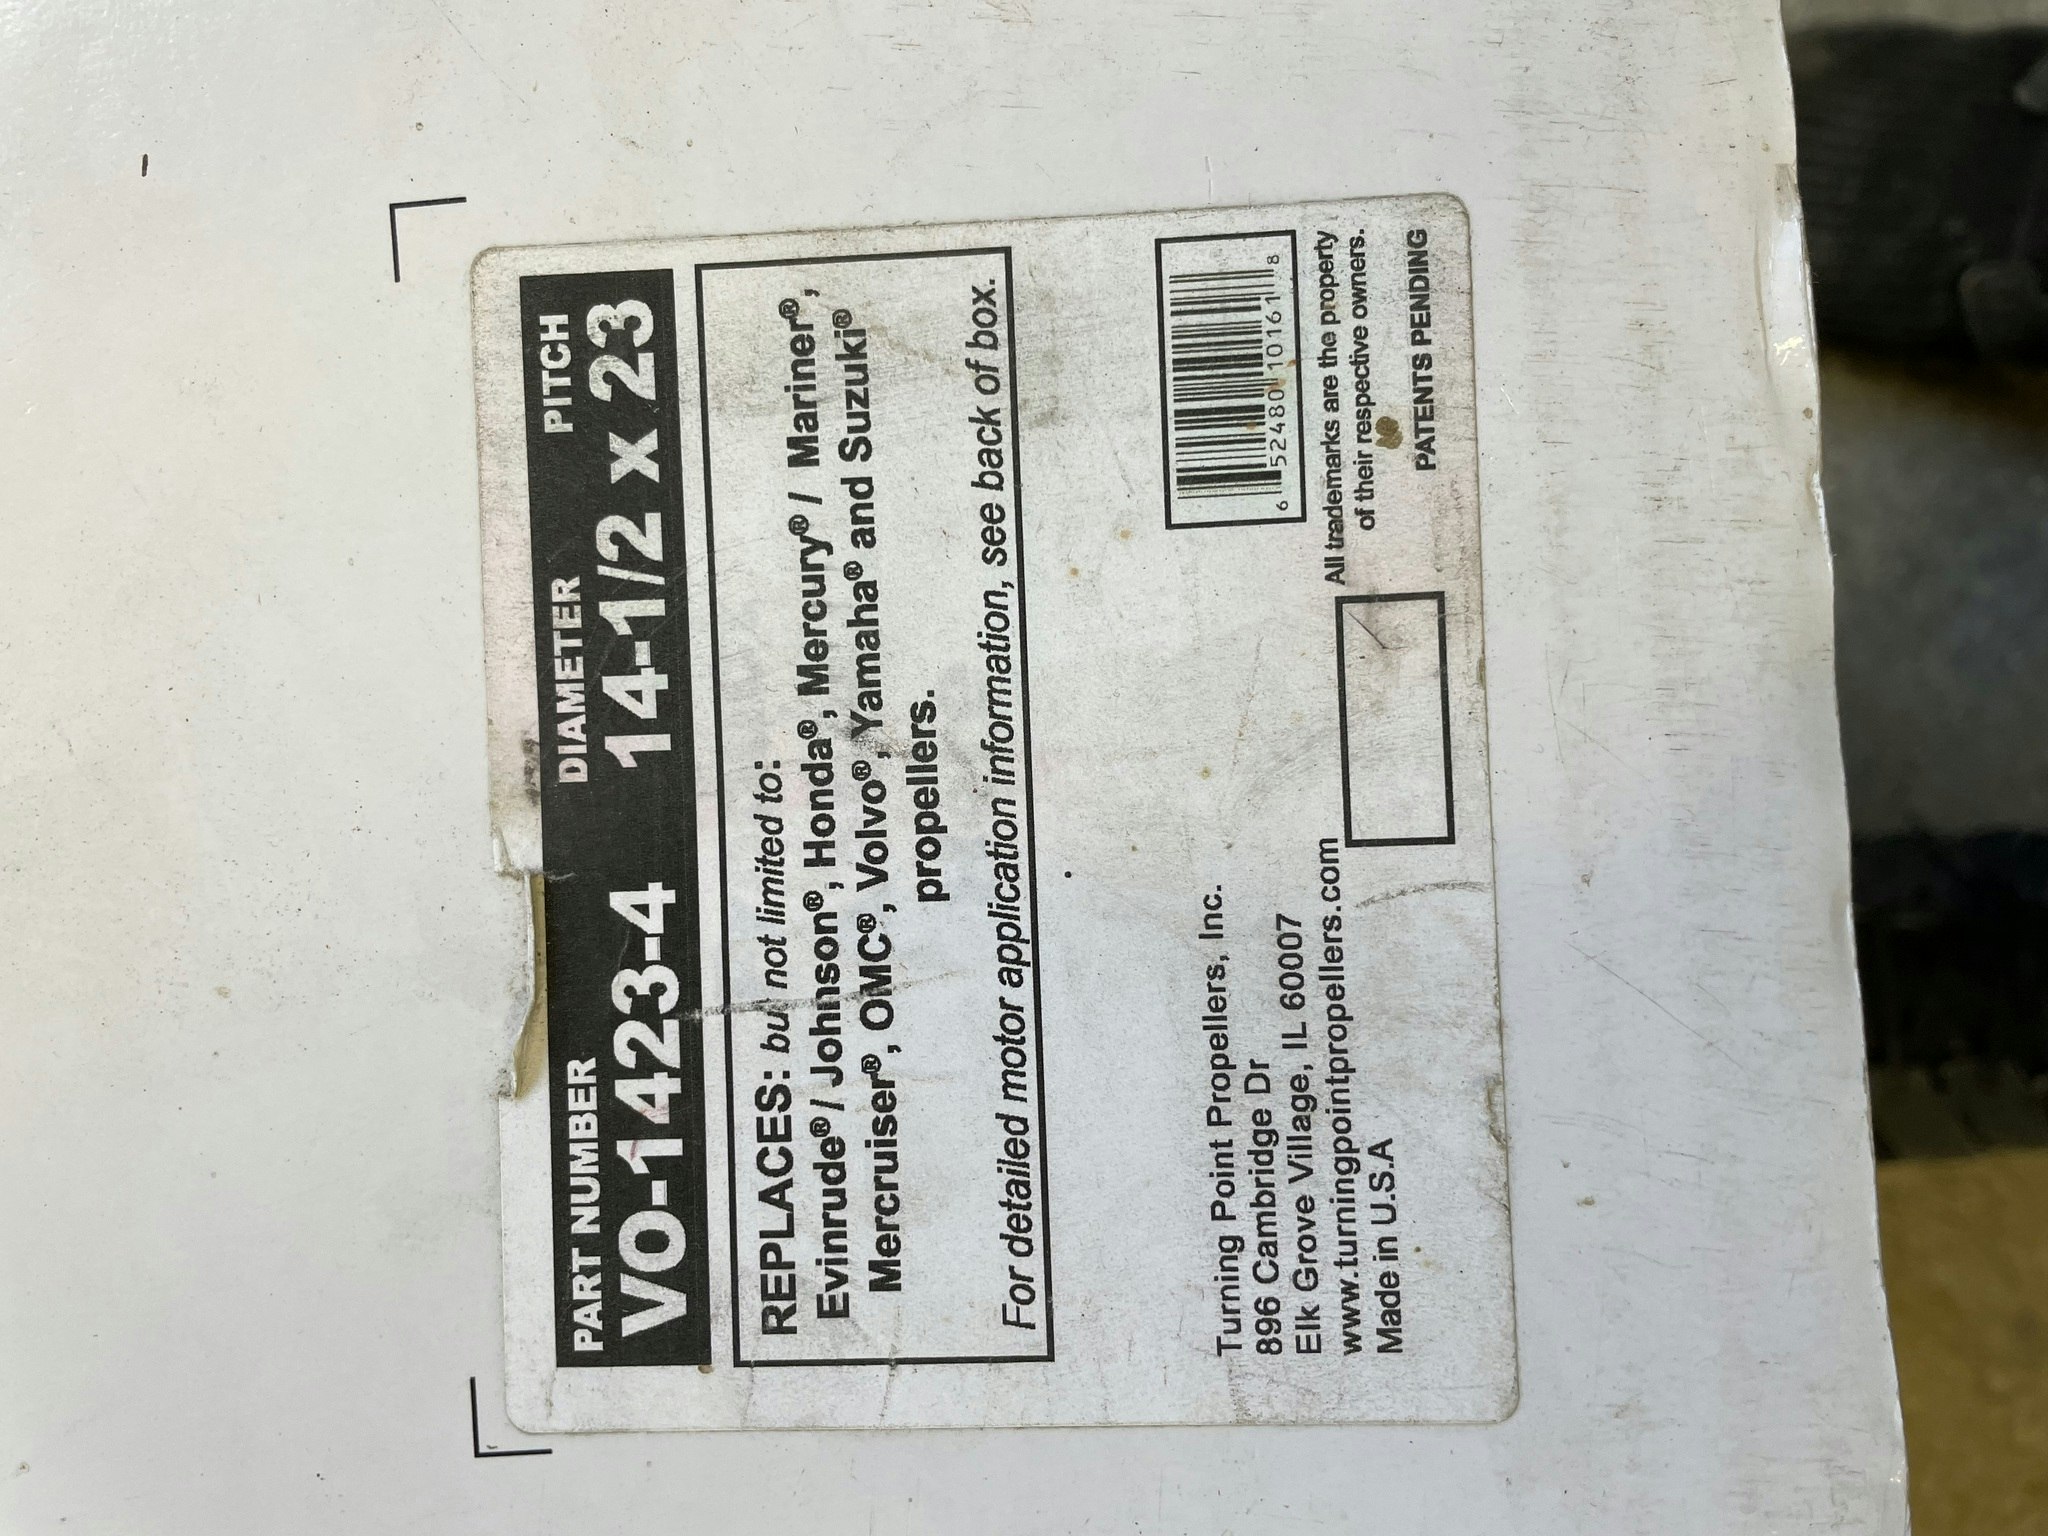 PART NUMBER DIAMETER PITCH
VO-1423-4 14-1/2 x 23
REPLACES: but not limited to:
Evinrude®/ Johnson®, Honda®, Mercury® / Mariner®,
Mercruiser®, OMC®, Volvo®, Yamaha® and Suzuki®
propellers.
For detailed motor application information, see back of box.
6 52480 10161 8
Turning Point Propellers, Inc.
896 Cambridge Dr
Elk Grove Village, IL 60007
www.turningpointpropellers.com
Made in U.S.A
All trademarks are the property
of their respective owners.
PATENTS PENDING